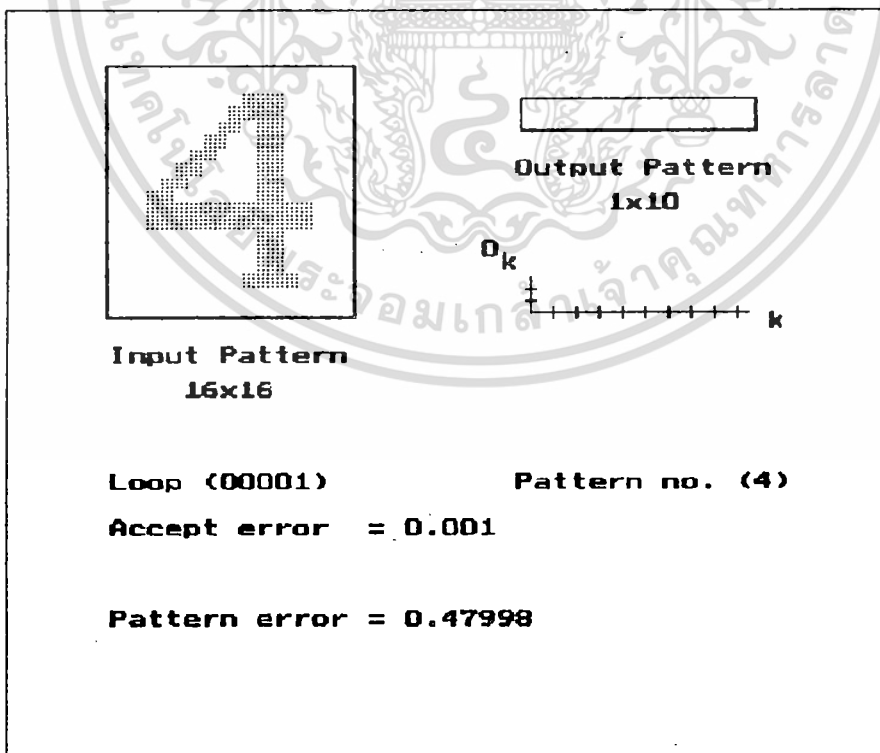 4
Output Pattern
1x10
O_k
k
Input Pattern
16x16
Loop (00001) Pattern no. (4)
Accept error = 0.001
Pattern error = 0.47998